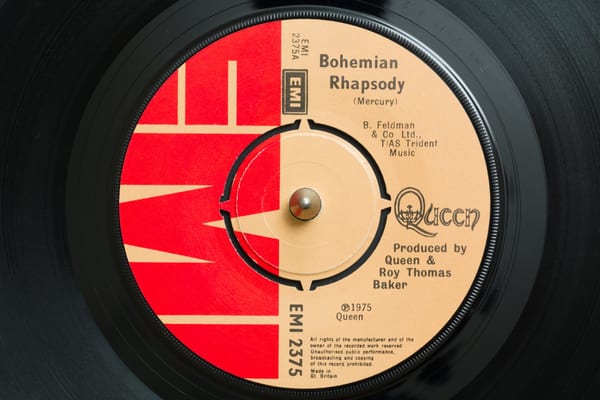 EMI
EMI
2375A
EMI
Bohemian
Rhapsody
(Mercury)
B. Feldman
& Co Ltd.,
T/AS Trident
Music
Queen
Produced by
Queen &
Roy Thomas
Baker
℗1975
Queen
EMI 2375
All rights of the manufacturer and of the
owner of the recorded work reserved
Unauthorised public performance,
broadcasting and copying
of this record prohibited.
Made in
Gt. Britain